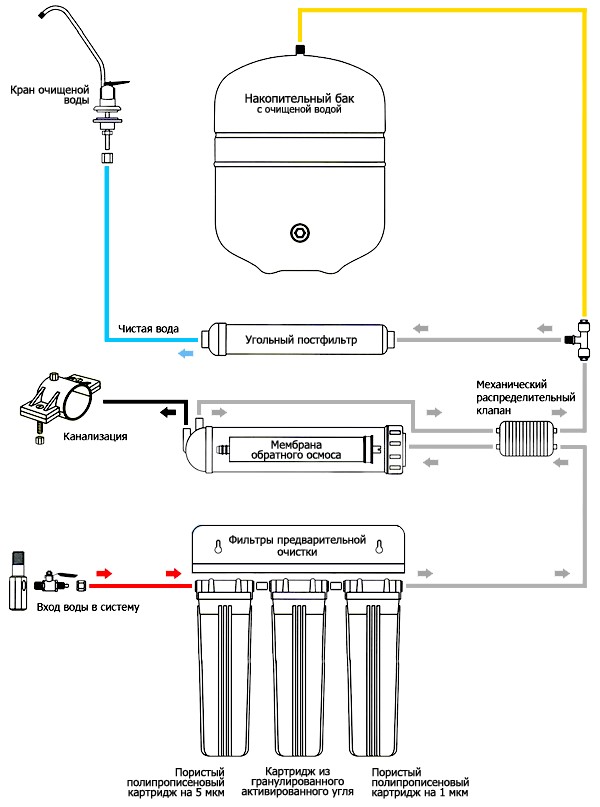 Кран очищеной
воды
Накопительный бак
с очищеной водой
Чистая вода
Угольный постфильтр
Механический
распределительный
клапан
Канализация
Мембрана
обратного осмоса
Фильтры предварительной
очистки
Вход воды в систему
Пористый
полипрописеновый
картридж на 5 мкм
Картридж из
гранулированного
активированного угля
Пористый
полипрописеновый
картридж на 1 мкм